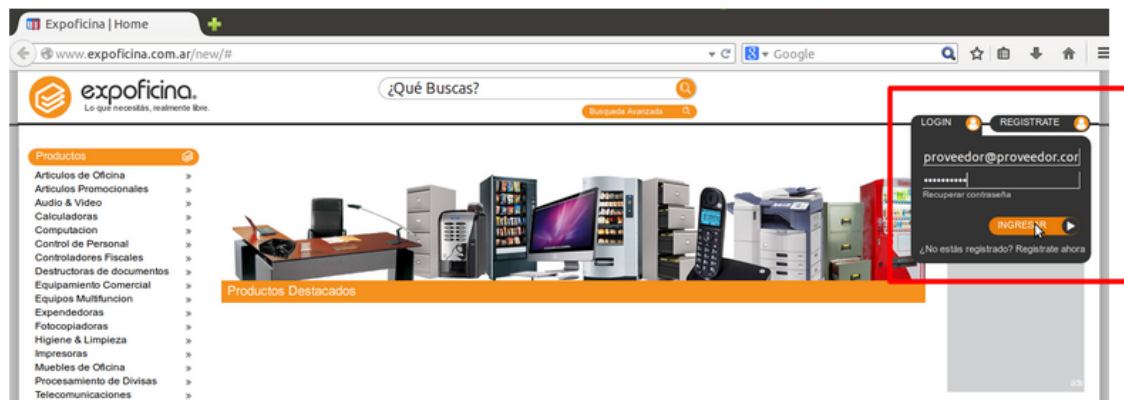 Expoficina | Home
www.expoficina.com.ar/new/#
Google
expoficina.
Lo que necesitás, realmente libre.
¿Qué Buscas?
Busqueda Avanzada
LOGIN
REGISTRATE
proveedor@proveedor.cor
Recuperar contraseña
INGRESAR
¿No estás registrado? Registrate ahora
Productos
Articulos de Oficina
Articulos Promocionales
Audio & Video
Calculadoras
Computacion
Control de Personal
Controladores Fiscales
Destructoras de documentos
Equipamiento Comercial
Equipos Multifuncion
Expendedoras
Fotocopiadoras
Higiene & Limpieza
Impresoras
Muebles de Oficina
Procesamiento de Divisas
Telecomunicaciones
Productos Destacados
ads